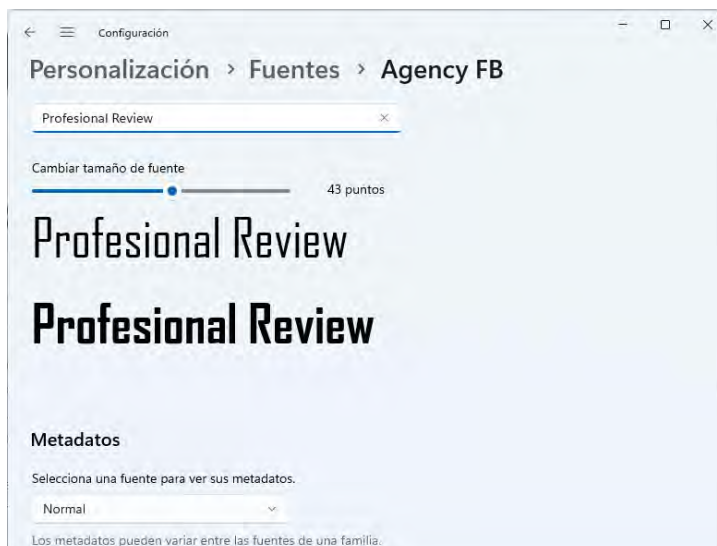 Configuración
Personalización > Fuentes > Agency FB
Profesional Review
Cambiar tamaño de fuente
43 puntos
Profesional Review
Profesional Review
Metadatos
Selecciona una fuente para ver sus metadatos.
Normal
Los metadatos pueden variar entre las fuentes de una familia.